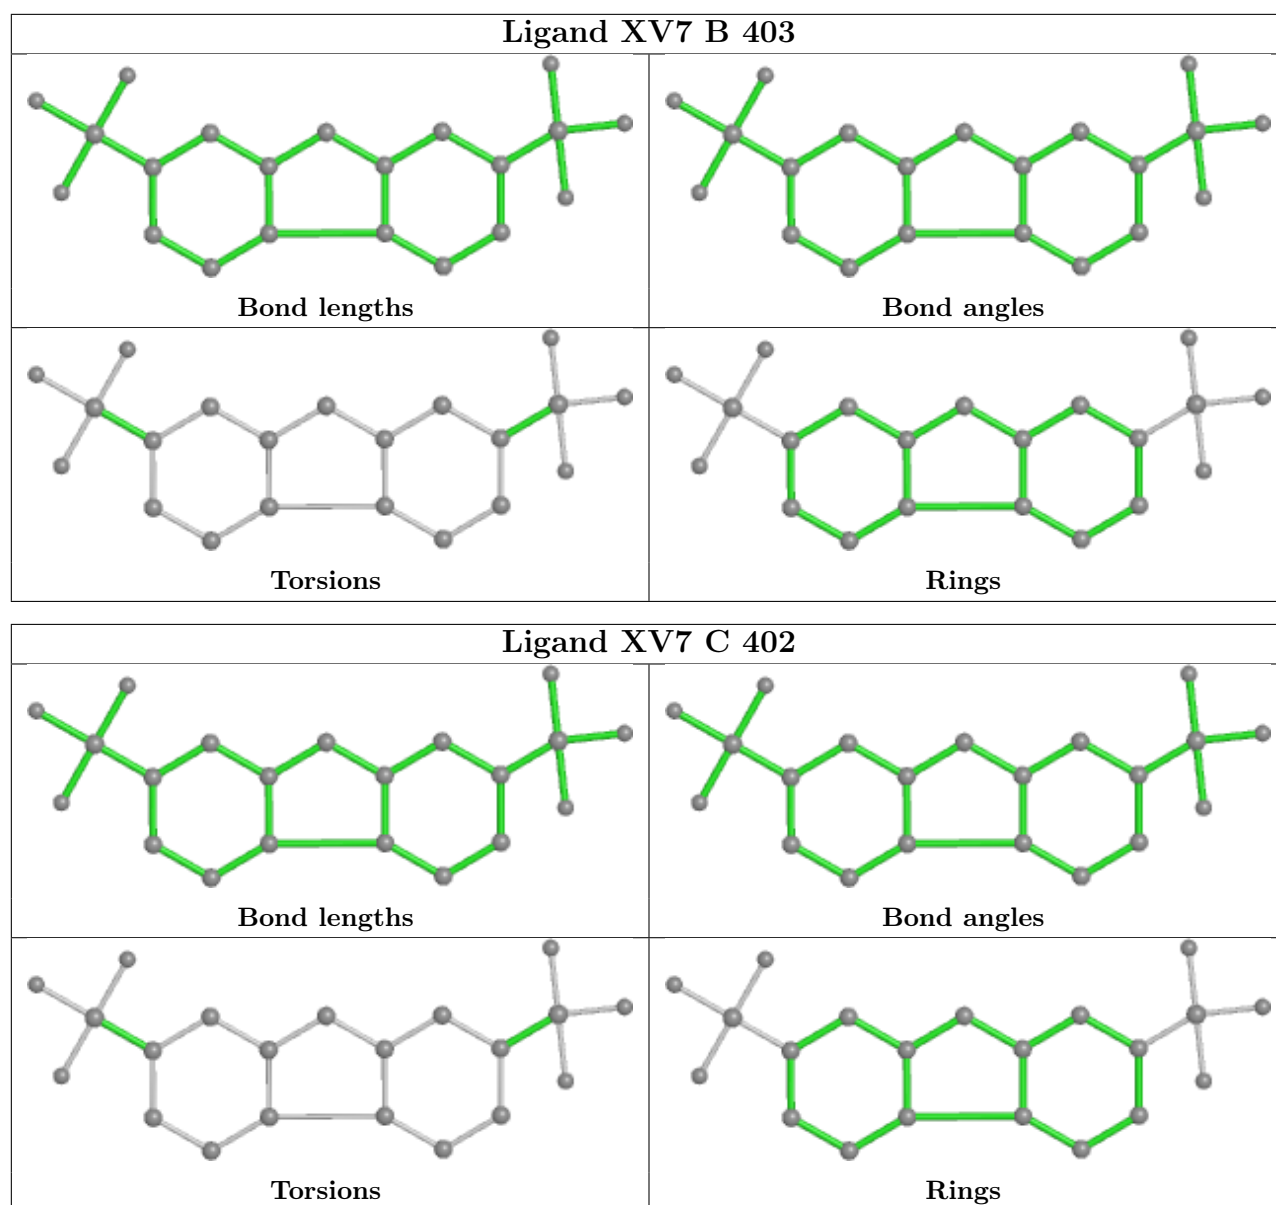 Ligand XV7 B 403
Bond lengths
Bond angles
Torsions
Rings
Ligand XV7 C 402
Bond lengths
Bond angles
Torsions
Rings